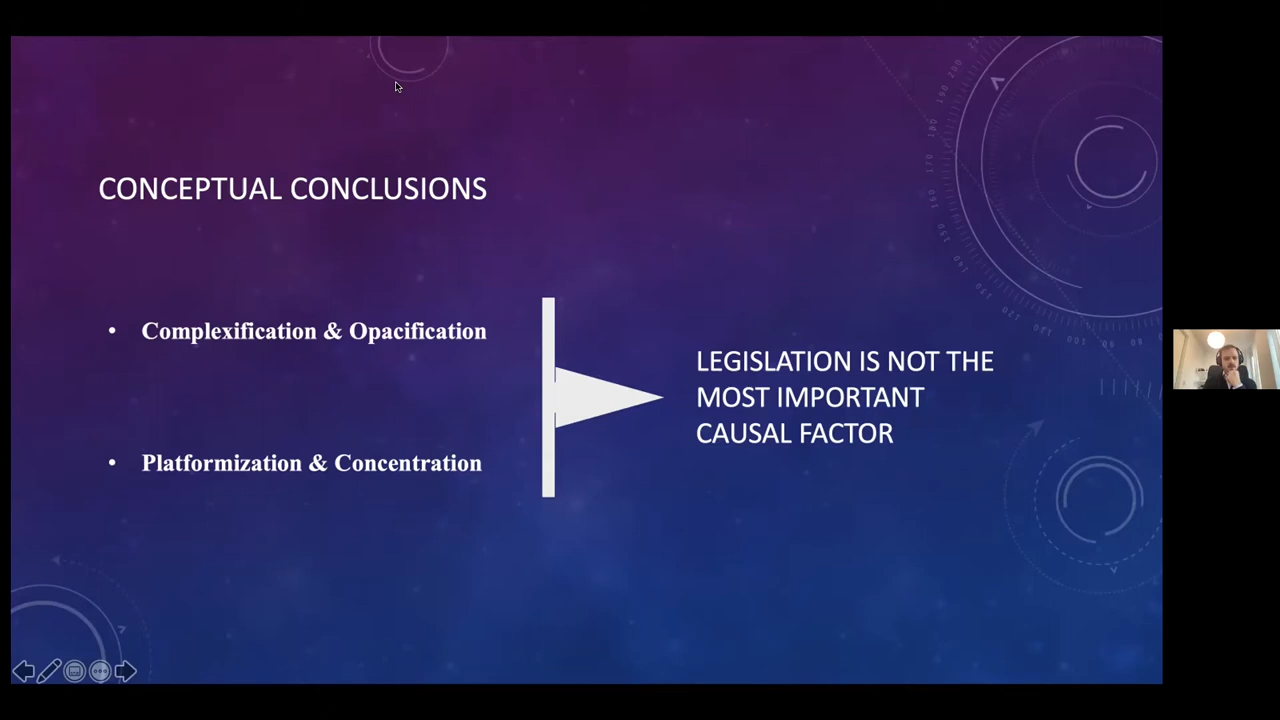 CONCEPTUAL CONCLUSIONS
• Complexification & Opacification
• Platformization & Concentration
LEGISLATION IS NOT THE
MOST IMPORTANT
CAUSAL FACTOR